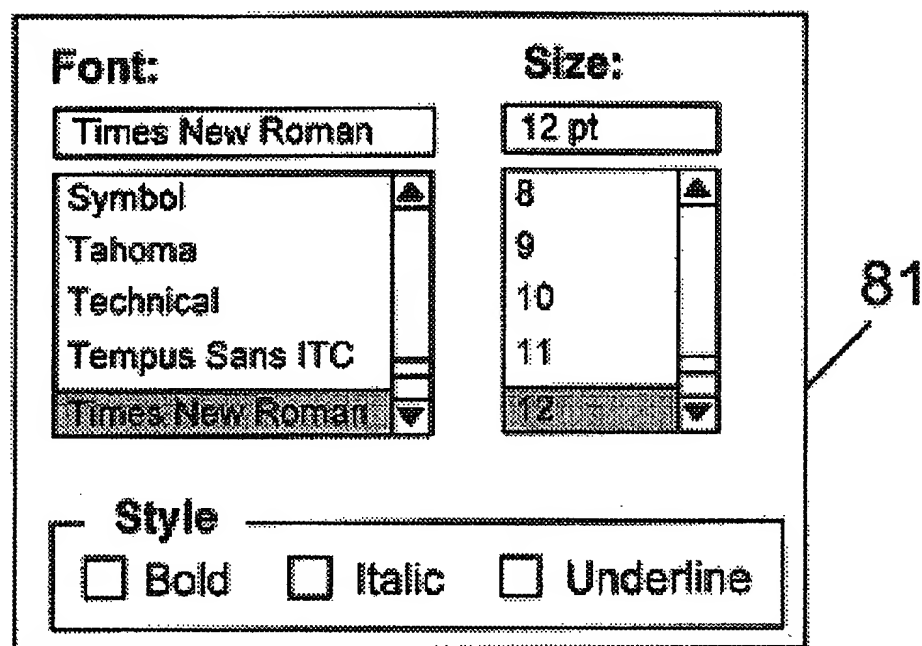 Font:
Size:
Times New Roman
12 pt
Symbol
Tahoma
Technical
Tempus Sans ITC
Times New Roman
8
9
10
11
12
81
Style
Bold
Italic
Underline